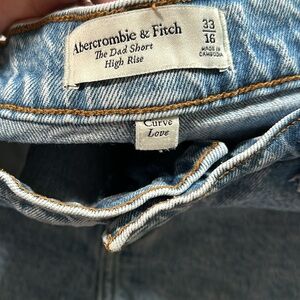 Abercrombie & Fitch
The Dad Short
High Rise
33
16
MADE IN
CAMBODIA
Curve
Love